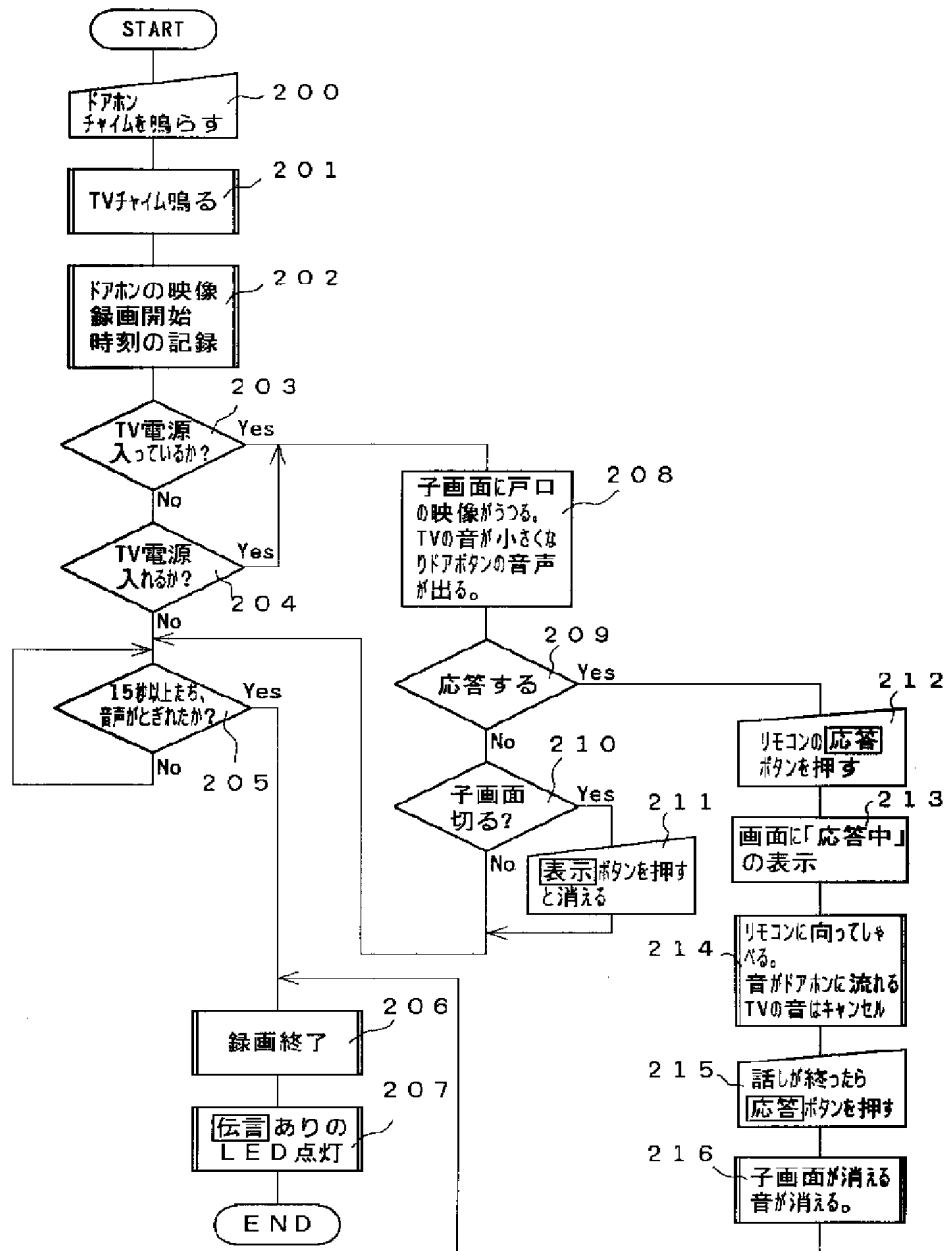 START
ドアホン
チャイムを鳴らす
200
TVチャイム鳴る
201
ドアホンの映像
録画開始
時刻の記録
202
TV電源
入っているか?
203
Yes
No
TV電源
入れるか?
204
Yes
No
15秒以上たち、
音声がとぎれたか?
205
Yes
No
録画終了
206
伝言ありの
LED点灯
207
END
子画面に戸口
の映像がうつる。
TVの音が小さくな
りドアボタンの音声
が出る。
208
応答する
209
Yes
No
子画面
切る?
210
Yes
No
表示ボタンを押す
と消える
211
リモコンの応答
ボタンを押す
212
画面に「応答中」
の表示
213
リモコンに向ってしゃ
べる。
音がドアホンに流れる
TVの音はキャンセル
214
話しが終ったら
応答ボタンを押す
215
子画面が消える
音が消える。
216